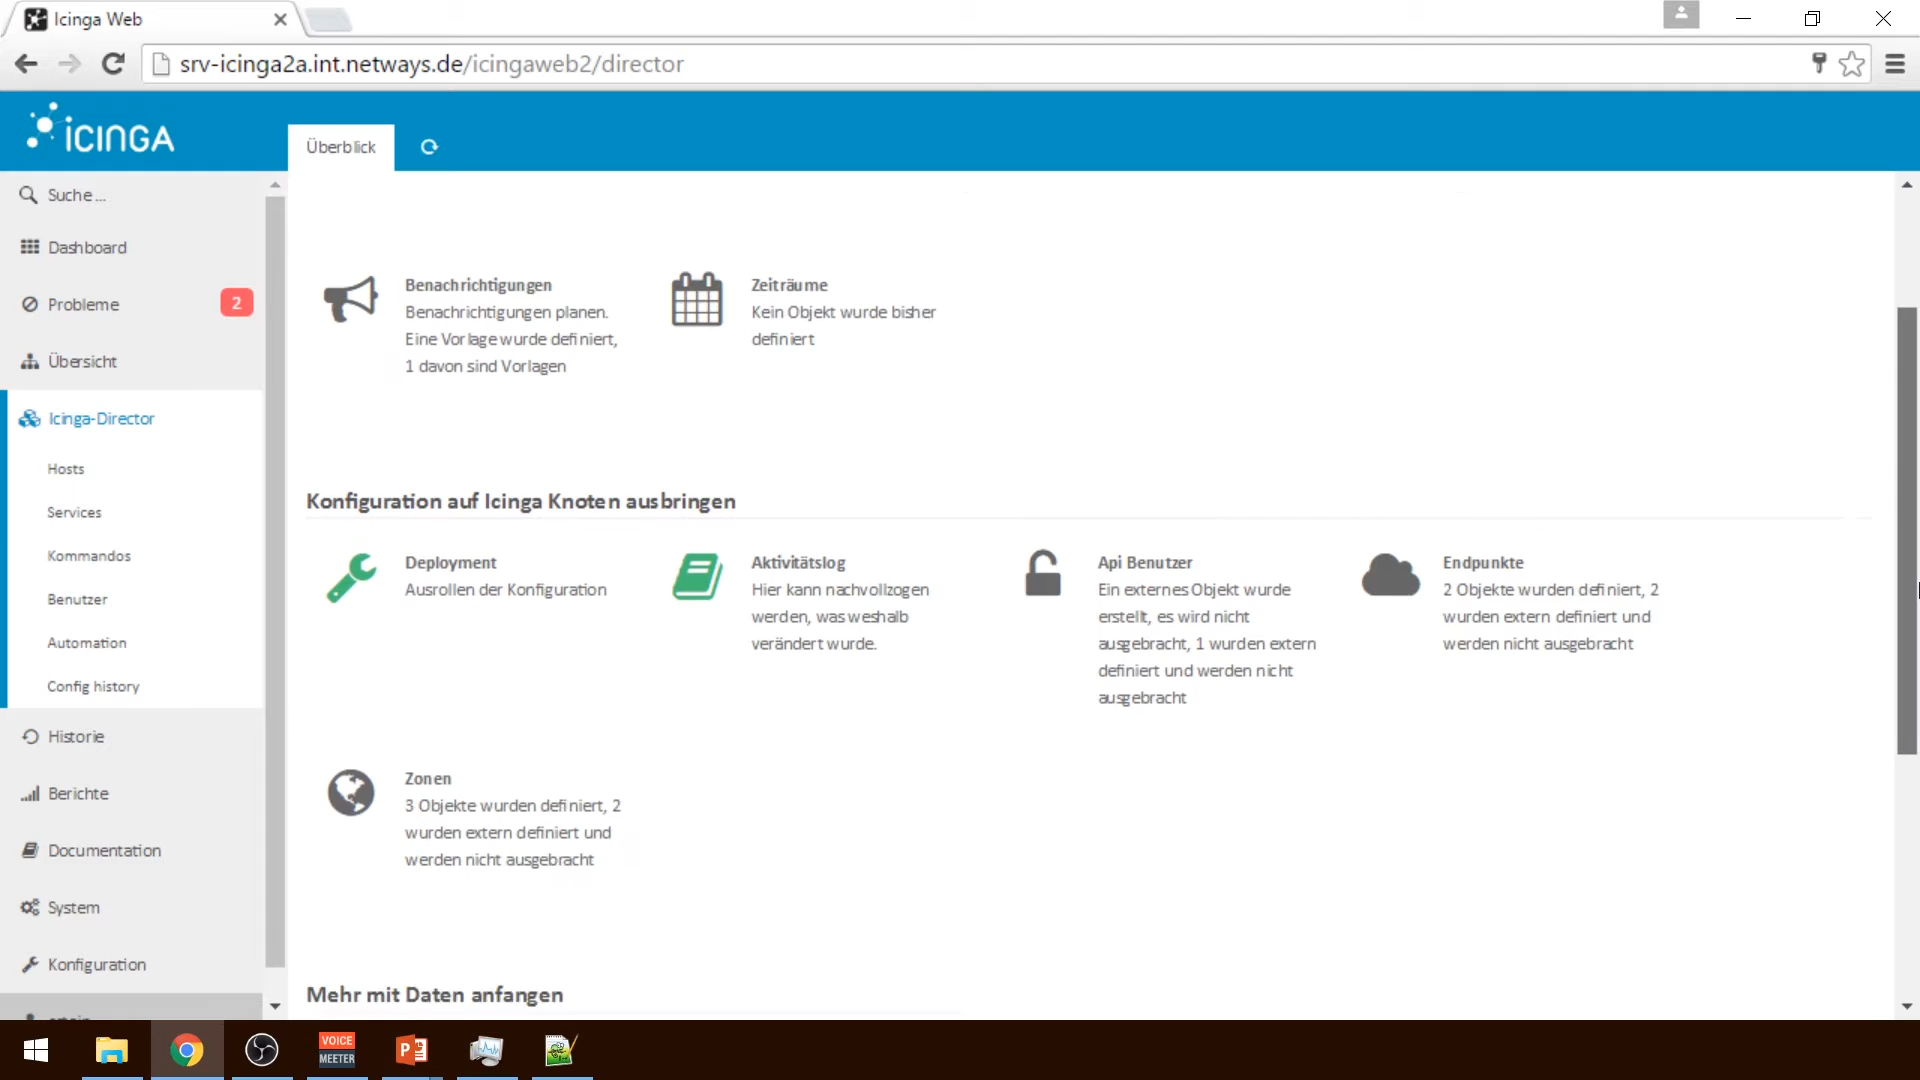 Icinga Web
srv-icinga2a.int.netways.de/icingaweb2/director
ICINGA
Überblick
Suche ...
Dashboard
Probleme
2
Übersicht
Icinga-Director
Hosts
Services
Kommandos
Benutzer
Automation
Config history
Historie
Berichte
Documentation
System
Konfiguration
Benachrichtigungen
Benachrichtigungen planen.
Eine Vorlage wurde definiert,
1 davon sind Vorlagen
Zeiträume
Kein Objekt wurde bisher
definiert
Konfiguration auf Icinga Knoten ausbringen
Deployment
Ausrollen der Konfiguration
Aktivitätslog
Hier kann nachvollzogen
werden, was weshalb
verändert wurde.
Api Benutzer
Ein externes Objekt wurde
erstellt, es wird nicht
ausgebracht, 1 wurden extern
definiert und werden nicht
ausgebracht
Endpunkte
2 Objekte wurden definiert, 2
wurden extern definiert und
werden nicht ausgebracht
Zonen
3 Objekte wurden definiert, 2
wurden extern definiert und
werden nicht ausgebracht
Mehr mit Daten anfangen
VOICE
MEETER
P